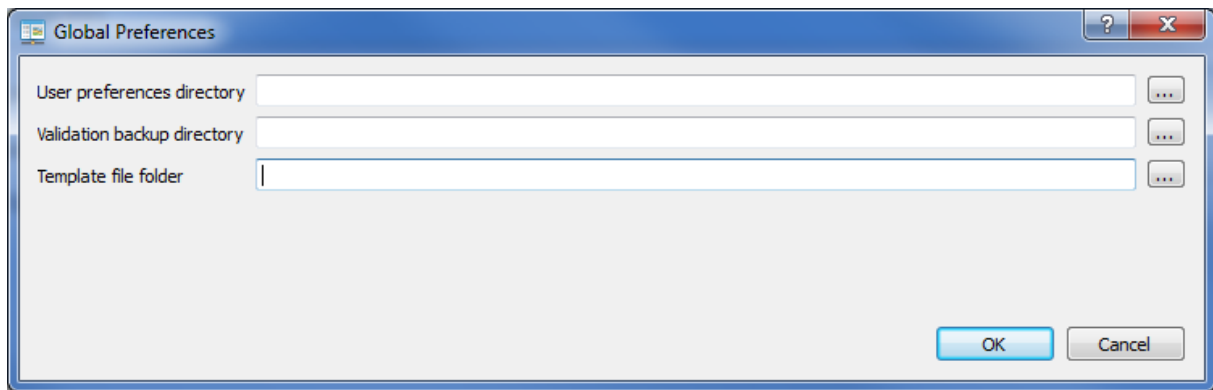 Global Preferences
?
X
User preferences directory
...
Validation backup directory
...
Template file folder
...
OK
Cancel